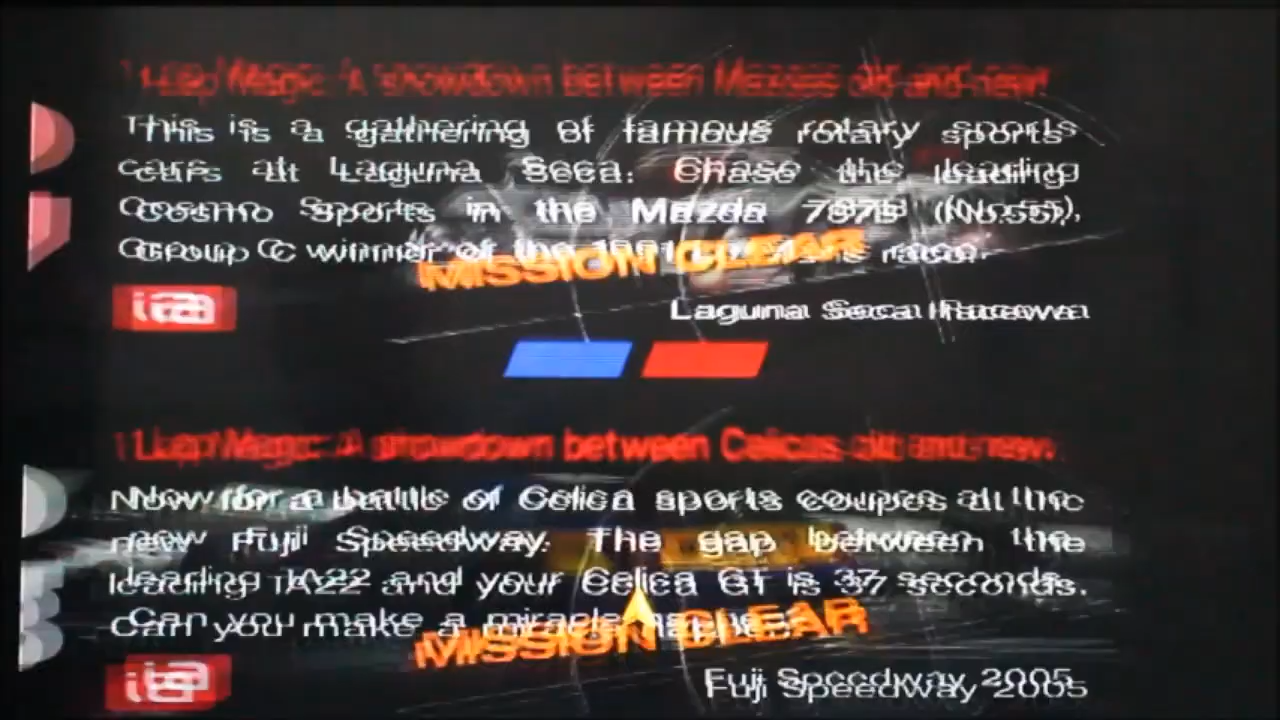 1 Lap Magic: A showdown between Mazdas old and new!
This is a gathering of famous rotary sports
cars at Laguna Seca. Chase the leading
Cosmo Sports in the Mazda 787B (No.55),
Group C winner of the 1991 race.
MISSION CLEAR
Laguna Seca Raceway
1 Lap Magic: A showdown between Celicas old and new.
Now for a battle of Celica sports coupes at the
new Fuji Speedway. The gap between the
leading TA22 and your Celica GT is 37 seconds.
Can you make a miracle happen?
MISSION CLEAR
Fuji Speedway 2005